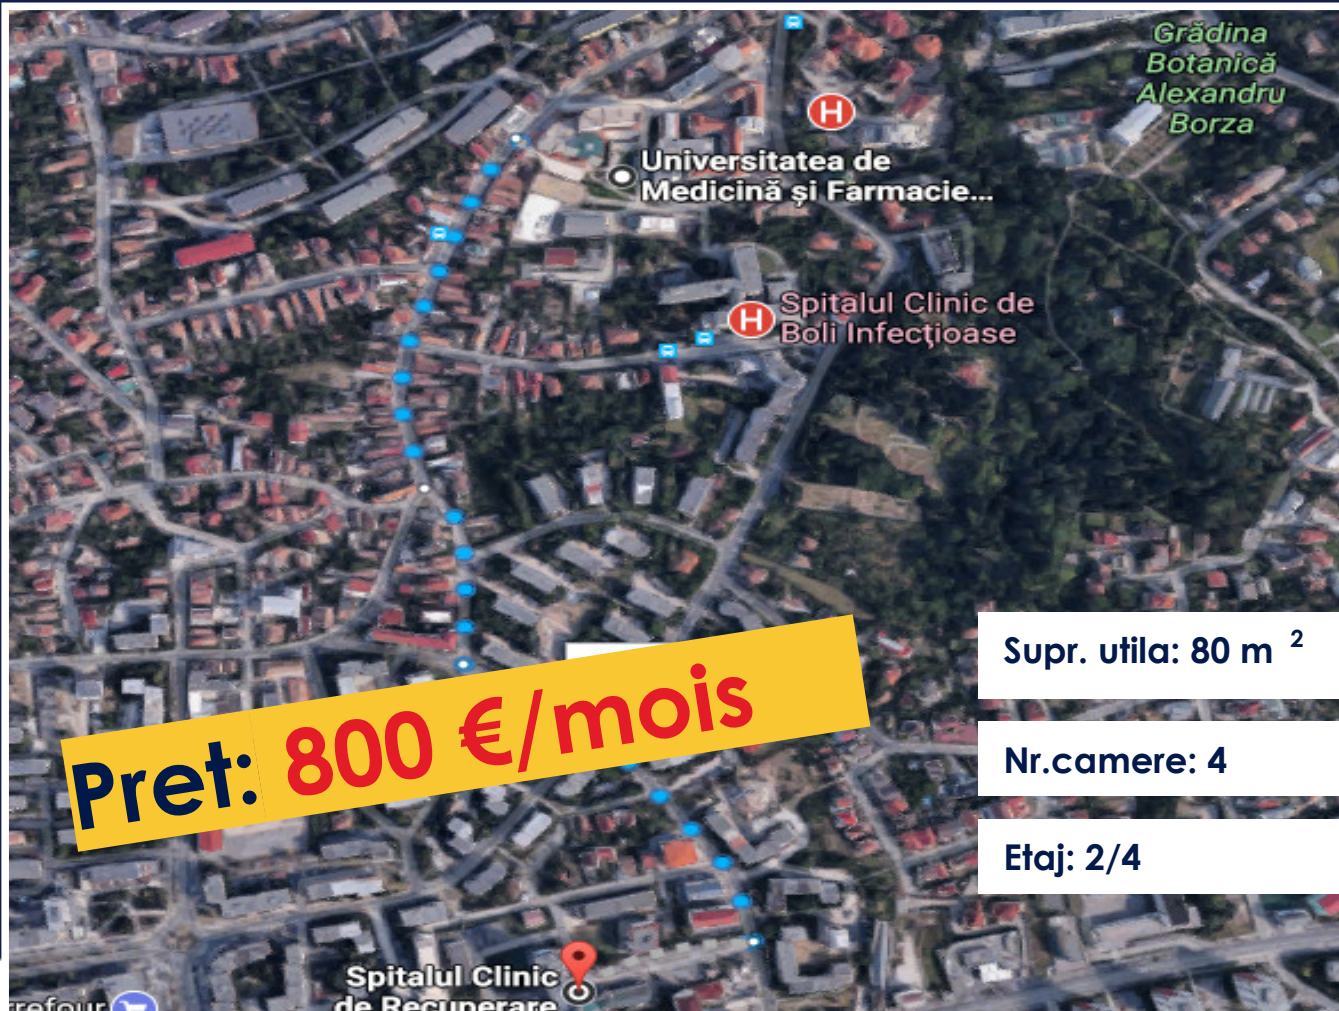 Grădina
Botanică
Alexandru
Borza
H
Universitatea de
Medicină și Farmacie...
H
Spitalul Clinic de
Boli Infecțioase
Supr. utila: 80 m 2
Pret: 800 €/mois
Nr.camere: 4
Etaj: 2/4
Spitalul Clinic
de Recuperare
rrefour